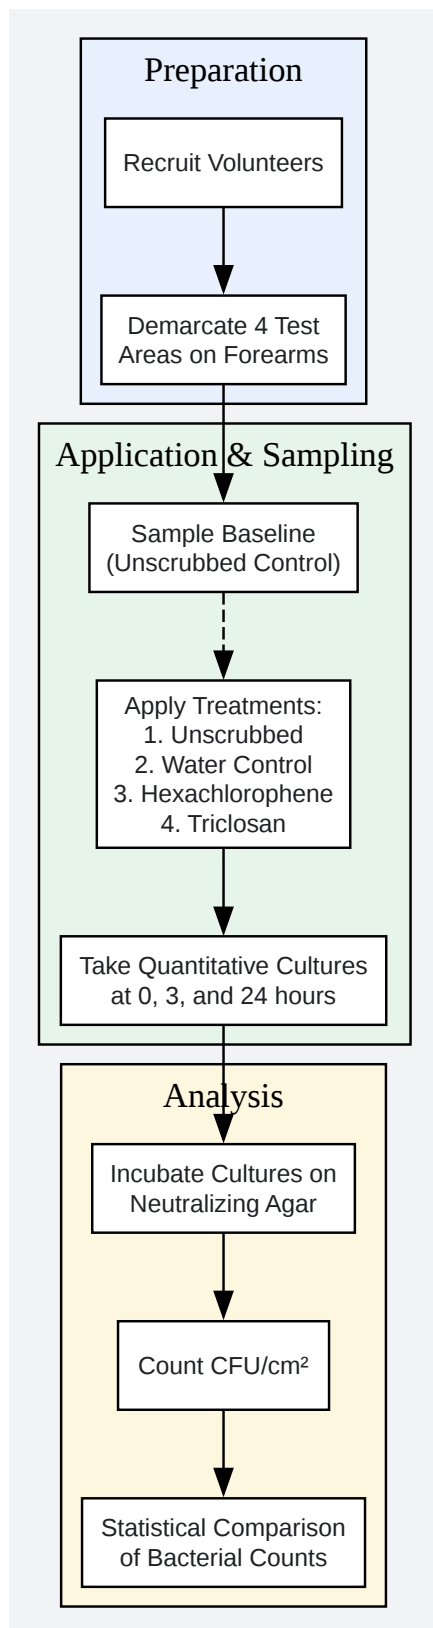 Preparation
Recruit Volunteers
Demarcate 4 Test
Areas on Forearms
Application & Sampling
Sample Baseline
(Unscrubbed Control)
Apply Treatments:
1. Unscrubbed
2. Water Control
3. Hexachlorophene
4. Triclosan
Take Quantitative Cultures
at 0, 3, and 24 hours
Analysis
Incubate Cultures on
Neutralizing Agar
Count CFU/cm²
Statistical Comparison
of Bacterial Counts